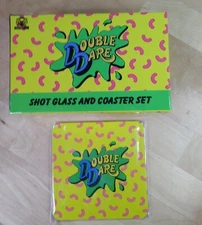 DOUBLE
DARE
SHOT GLASS AND COASTER SET
DOUBLE
DARE